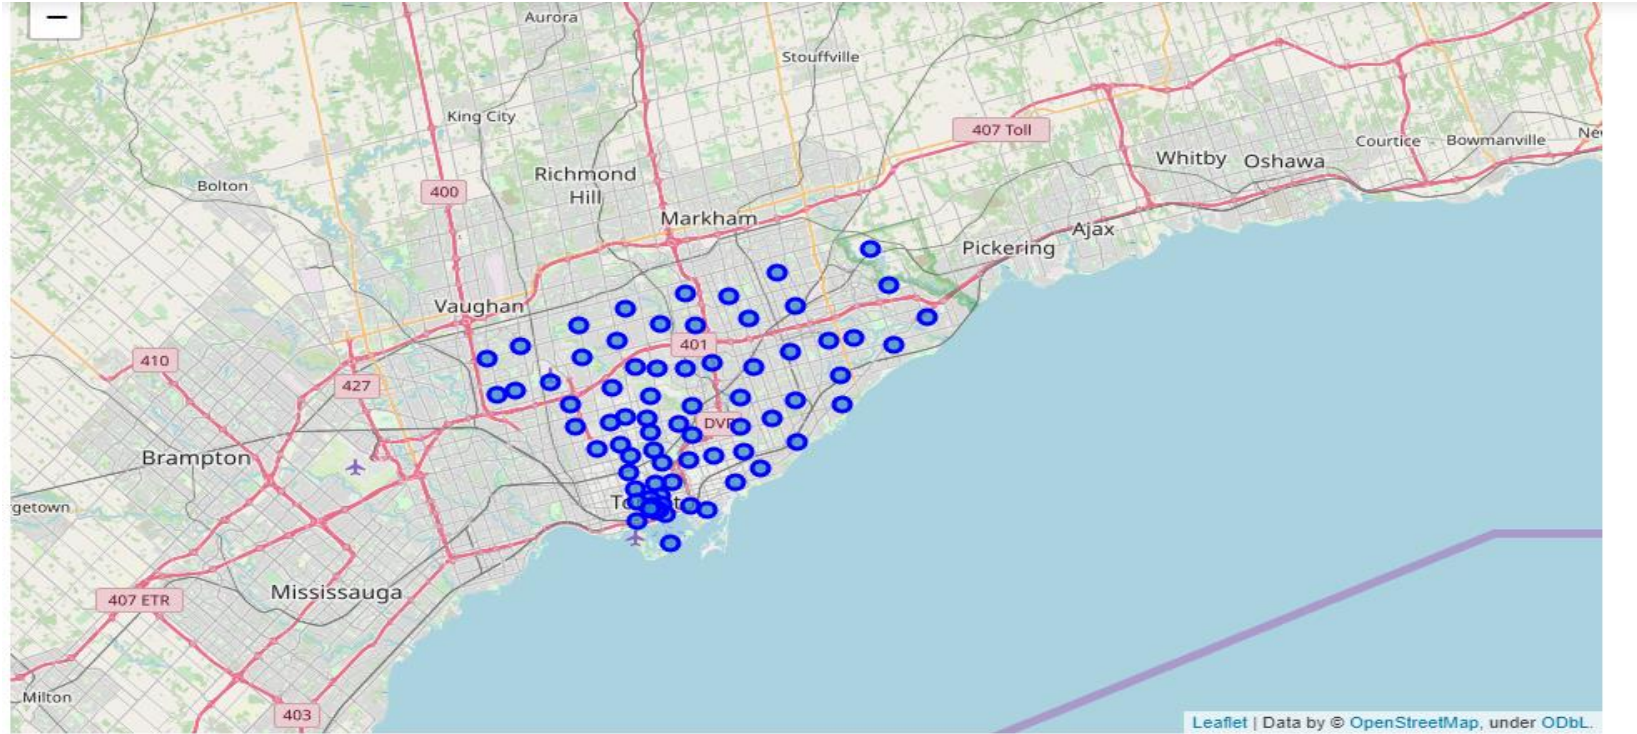 −
Aurora
Stouffville
King City
407 Toll
Courtice
Bowmanville
Whitby
Oshawa
Bolton
400
Richmond
Hill
Markham
Ajax
Pickering
Vaughan
401
410
427
Brampton
getown
Mississauga
407 ETR
Milton
403
Leaflet | Data by © OpenStreetMap, under ODbL.